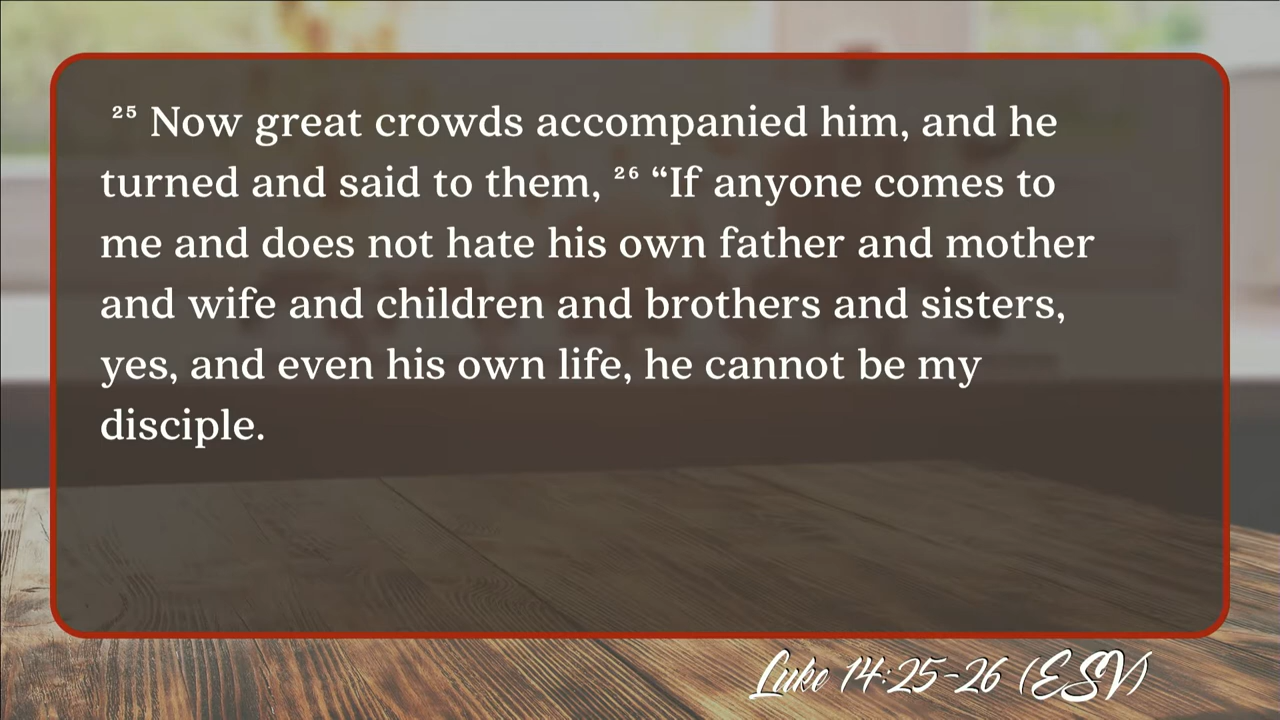 ²⁵ Now great crowds accompanied him, and he
turned and said to them, ²⁶ “If anyone comes to
me and does not hate his own father and mother
and wife and children and brothers and sisters,
yes, and even his own life, he cannot be my
disciple.
Luke 14:25-26 (ESV)